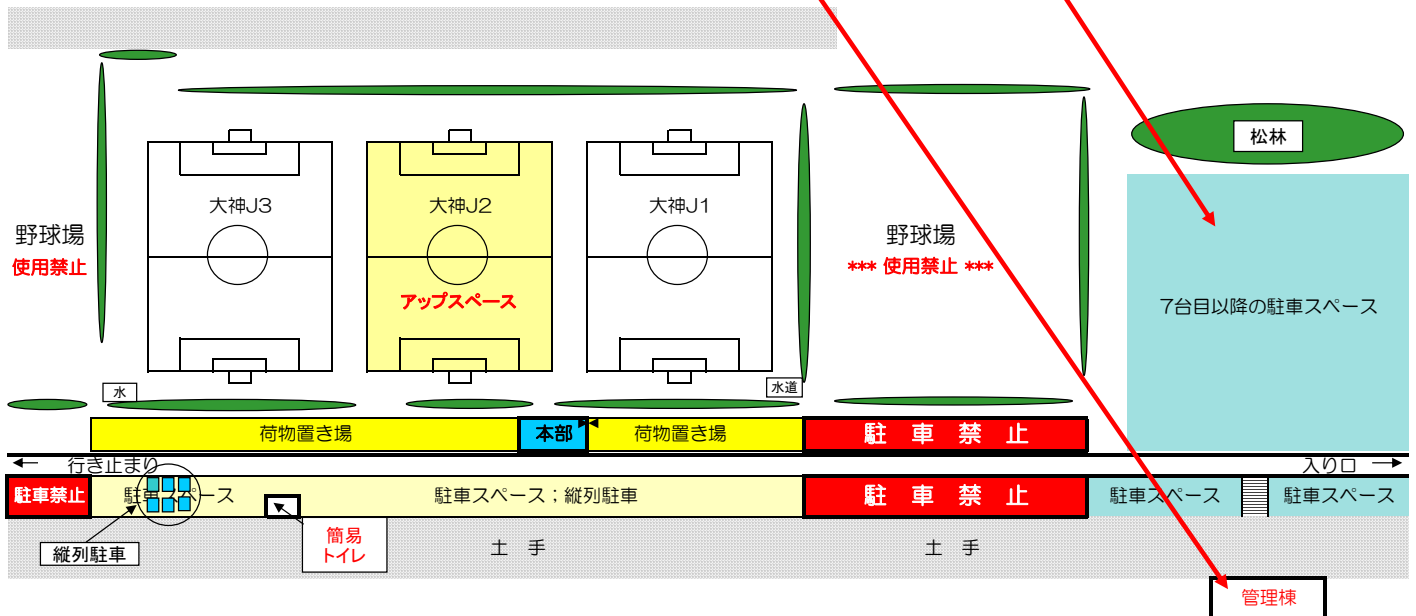 松林
大神J3
大神J2
大神J1
野球場
使用禁止
アップスペース
野球場
*** 使用禁止 ***
7台目以降の駐車スペース
水
水道
荷物置き場
本部
荷物置き場
駐 車 禁 止
← 行き止まり
入り口 →
駐車禁止
駐車スペース
駐車スペース;縦列駐車
駐 車 禁 止
駐車スペース
駐車スペース
縦列駐車
簡易
トイレ
土 手
土 手
管理棟